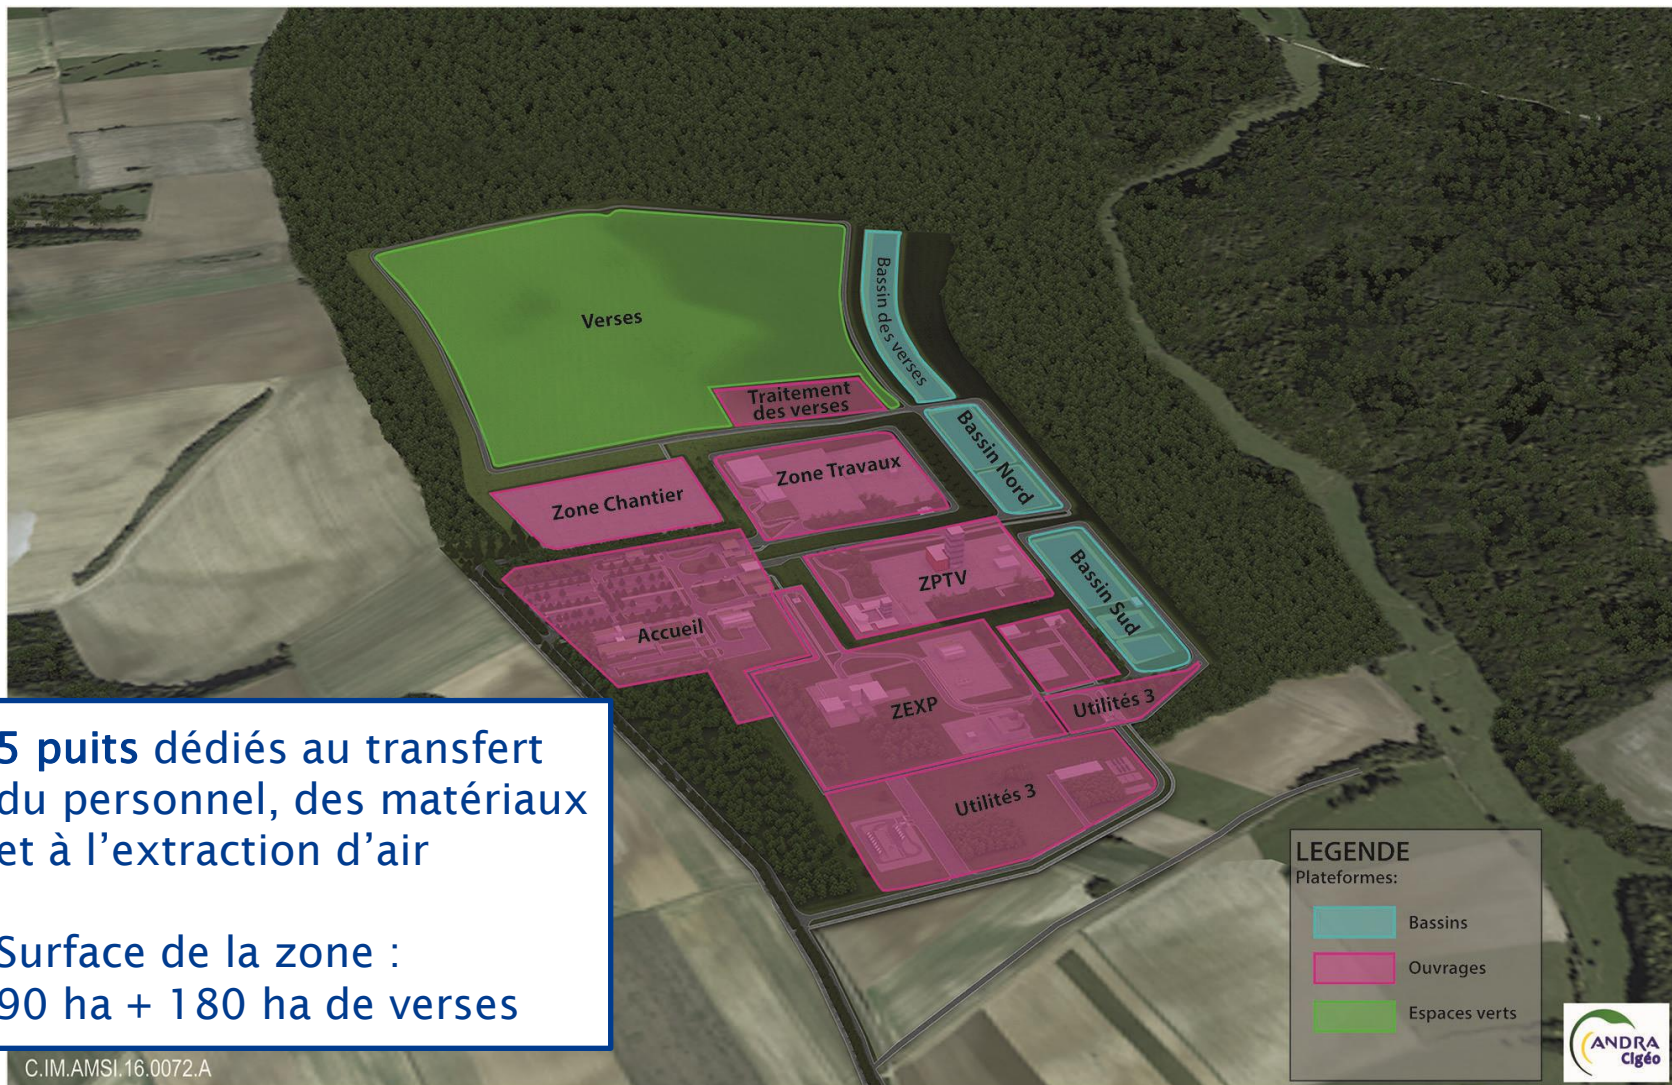 Verses
Bassin des verses
Traitement
des verses
Bassin Nord
Zone Travaux
Zone Chantier
Bassin Sud
ZPTV
Accueil
Utilités 3
ZEXP
Utilités 3
5 puits dédiés au transfert
du personnel, des matériaux
et à l’extraction d’air
Surface de la zone :
90 ha + 180 ha de verses
LEGENDE
Plateformes:
Bassins
Ouvrages
Espaces verts
ANDRA
Cigéo
C.IM.AMSI.16.0072.A